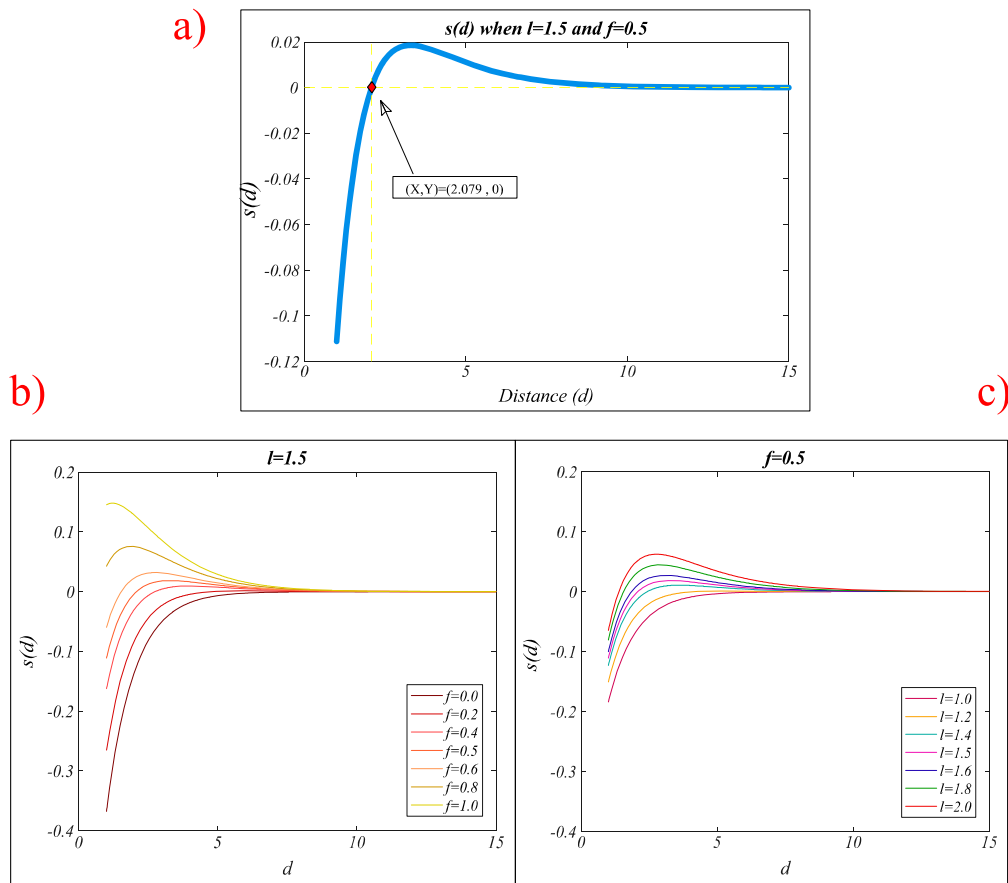 a)
s(d) when l=1.5 and f=0.5
0.02
0
-0.02
-0.04
-0.06
-0.08
-0.1
-0.12
s(d)
(X,Y)=(2.079 , 0)
0 5 10 15
Distance (d)
b)
l=1.5
0.2
0.1
0
-0.1
-0.2
-0.3
-0.4
s(d)
f=0.0
f=0.2
f=0.4
f=0.5
f=0.6
f=0.8
f=1.0
0 5 10 15
d
c)
f=0.5
0.2
0.1
0
-0.1
-0.2
-0.3
-0.4
s(d)
l=1.0
l=1.2
l=1.4
l=1.5
l=1.6
l=1.8
l=2.0
0 5 10 15
d